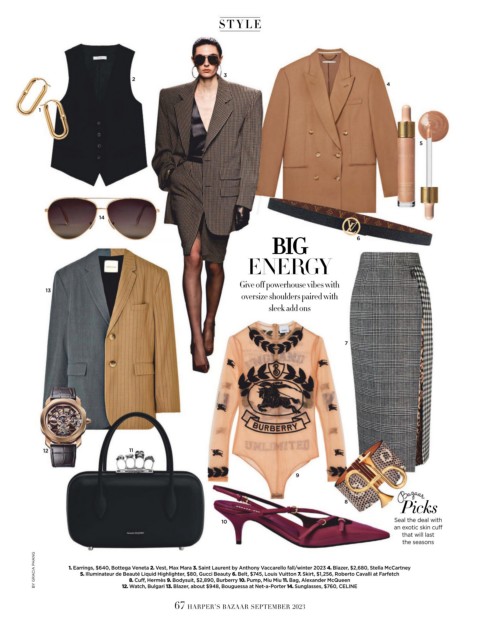 STYLE
BIG
ENERGY
Give off powerhouse vibes with
oversize shoulders paired with
sleek add ons
1
2
3
4
5
6
7
8
9
10
11
12
13
14
LV
BURBERRY
UNLIMITED
Bazaar
Picks
Seal the deal with
an exotic skin cuff
that will last
the seasons
BY GRACIA PHANG
1. Earrings, $640, Bottega Veneta 2. Vest, Max Mara 3. Saint Laurent by Anthony Vaccarello fall/winter 2023 4. Blazer, $2,680, Stella McCartney
5. Illuminateur de Beauté Liquid Highlighter, $80, Gucci Beauty 6. Belt, $745, Louis Vuitton 7. Skirt, $1,256, Roberto Cavalli at Farfetch
8. Cuff, Hermès 9. Bodysuit, $2,890, Burberry 10. Pump, Miu Miu 11. Bag, Alexander McQueen
12. Watch, Bulgari 13. Blazer, about $948, Bouguessa at Net-a-Porter 14. Sunglasses, $760, CELINE
67 HARPER'S BAZAAR SEPTEMBER 2023